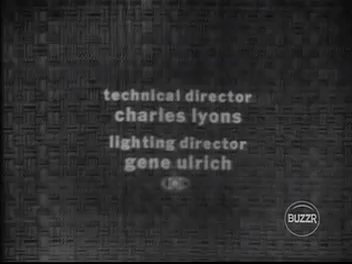 technical director
charles lyons
lighting director
gene ulrich
BUZZR